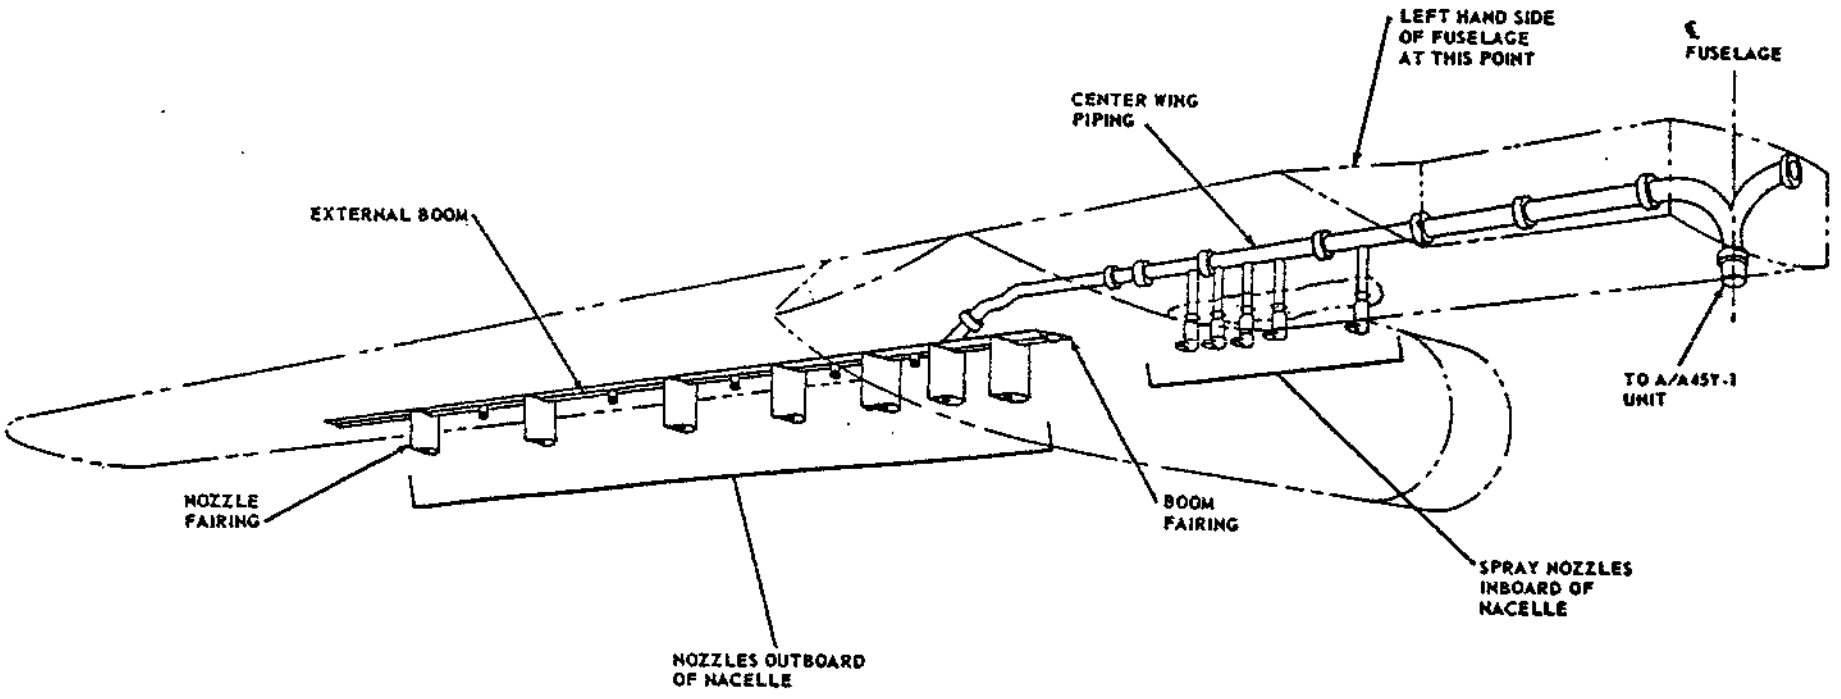 LEFT HAND SIDE
OF FUSELAGE
AT THIS POINT
℄
FUSELAGE
CENTER WING
PIPING
EXTERNAL BOOM
TO A/A45Y-1
UNIT
NOZZLE
FAIRING
BOOM
FAIRING
SPRAY NOZZLES
INBOARD OF
NACELLE
NOZZLES OUTBOARD
OF NACELLE